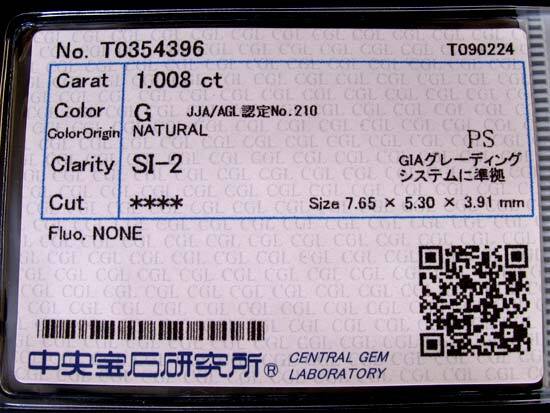 No. T0354396 T090224
Carat 1.008 ct
Color G JJA/AGL認定No.210
ColorOrigin NATURAL
PS
Clarity SI-2 GIAグレーディング
システムに準拠
Cut **** Size 7.65 × 5.30 × 3.91 mm
Fluo. NONE
中央宝石研究所® CENTRAL GEM
LABORATORY